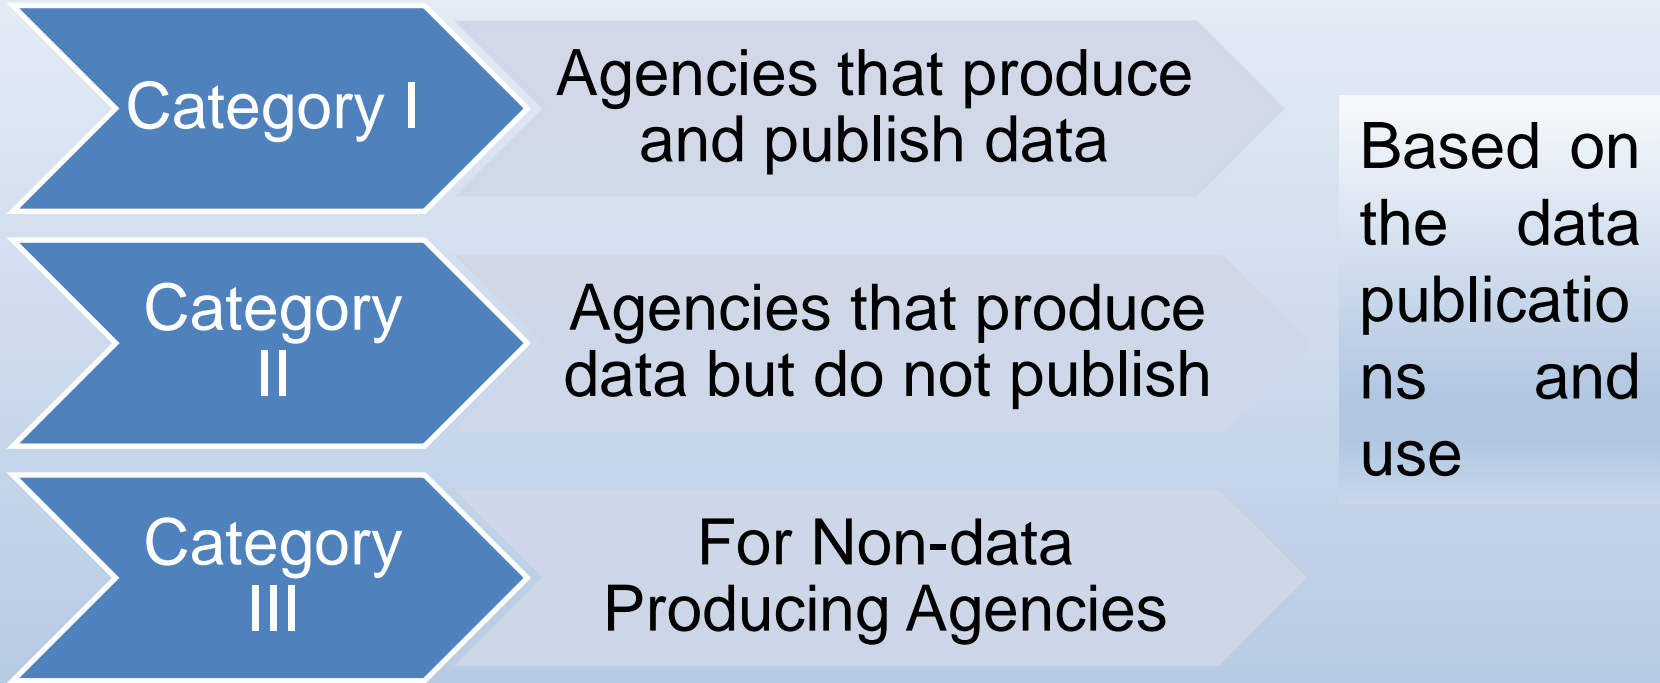 Category I
Agencies that produce
and publish data
Category
II
Agencies that produce
data but do not publish
Category
III
For Non-data
Producing Agencies
Based on
the data
publicatio
ns and
use